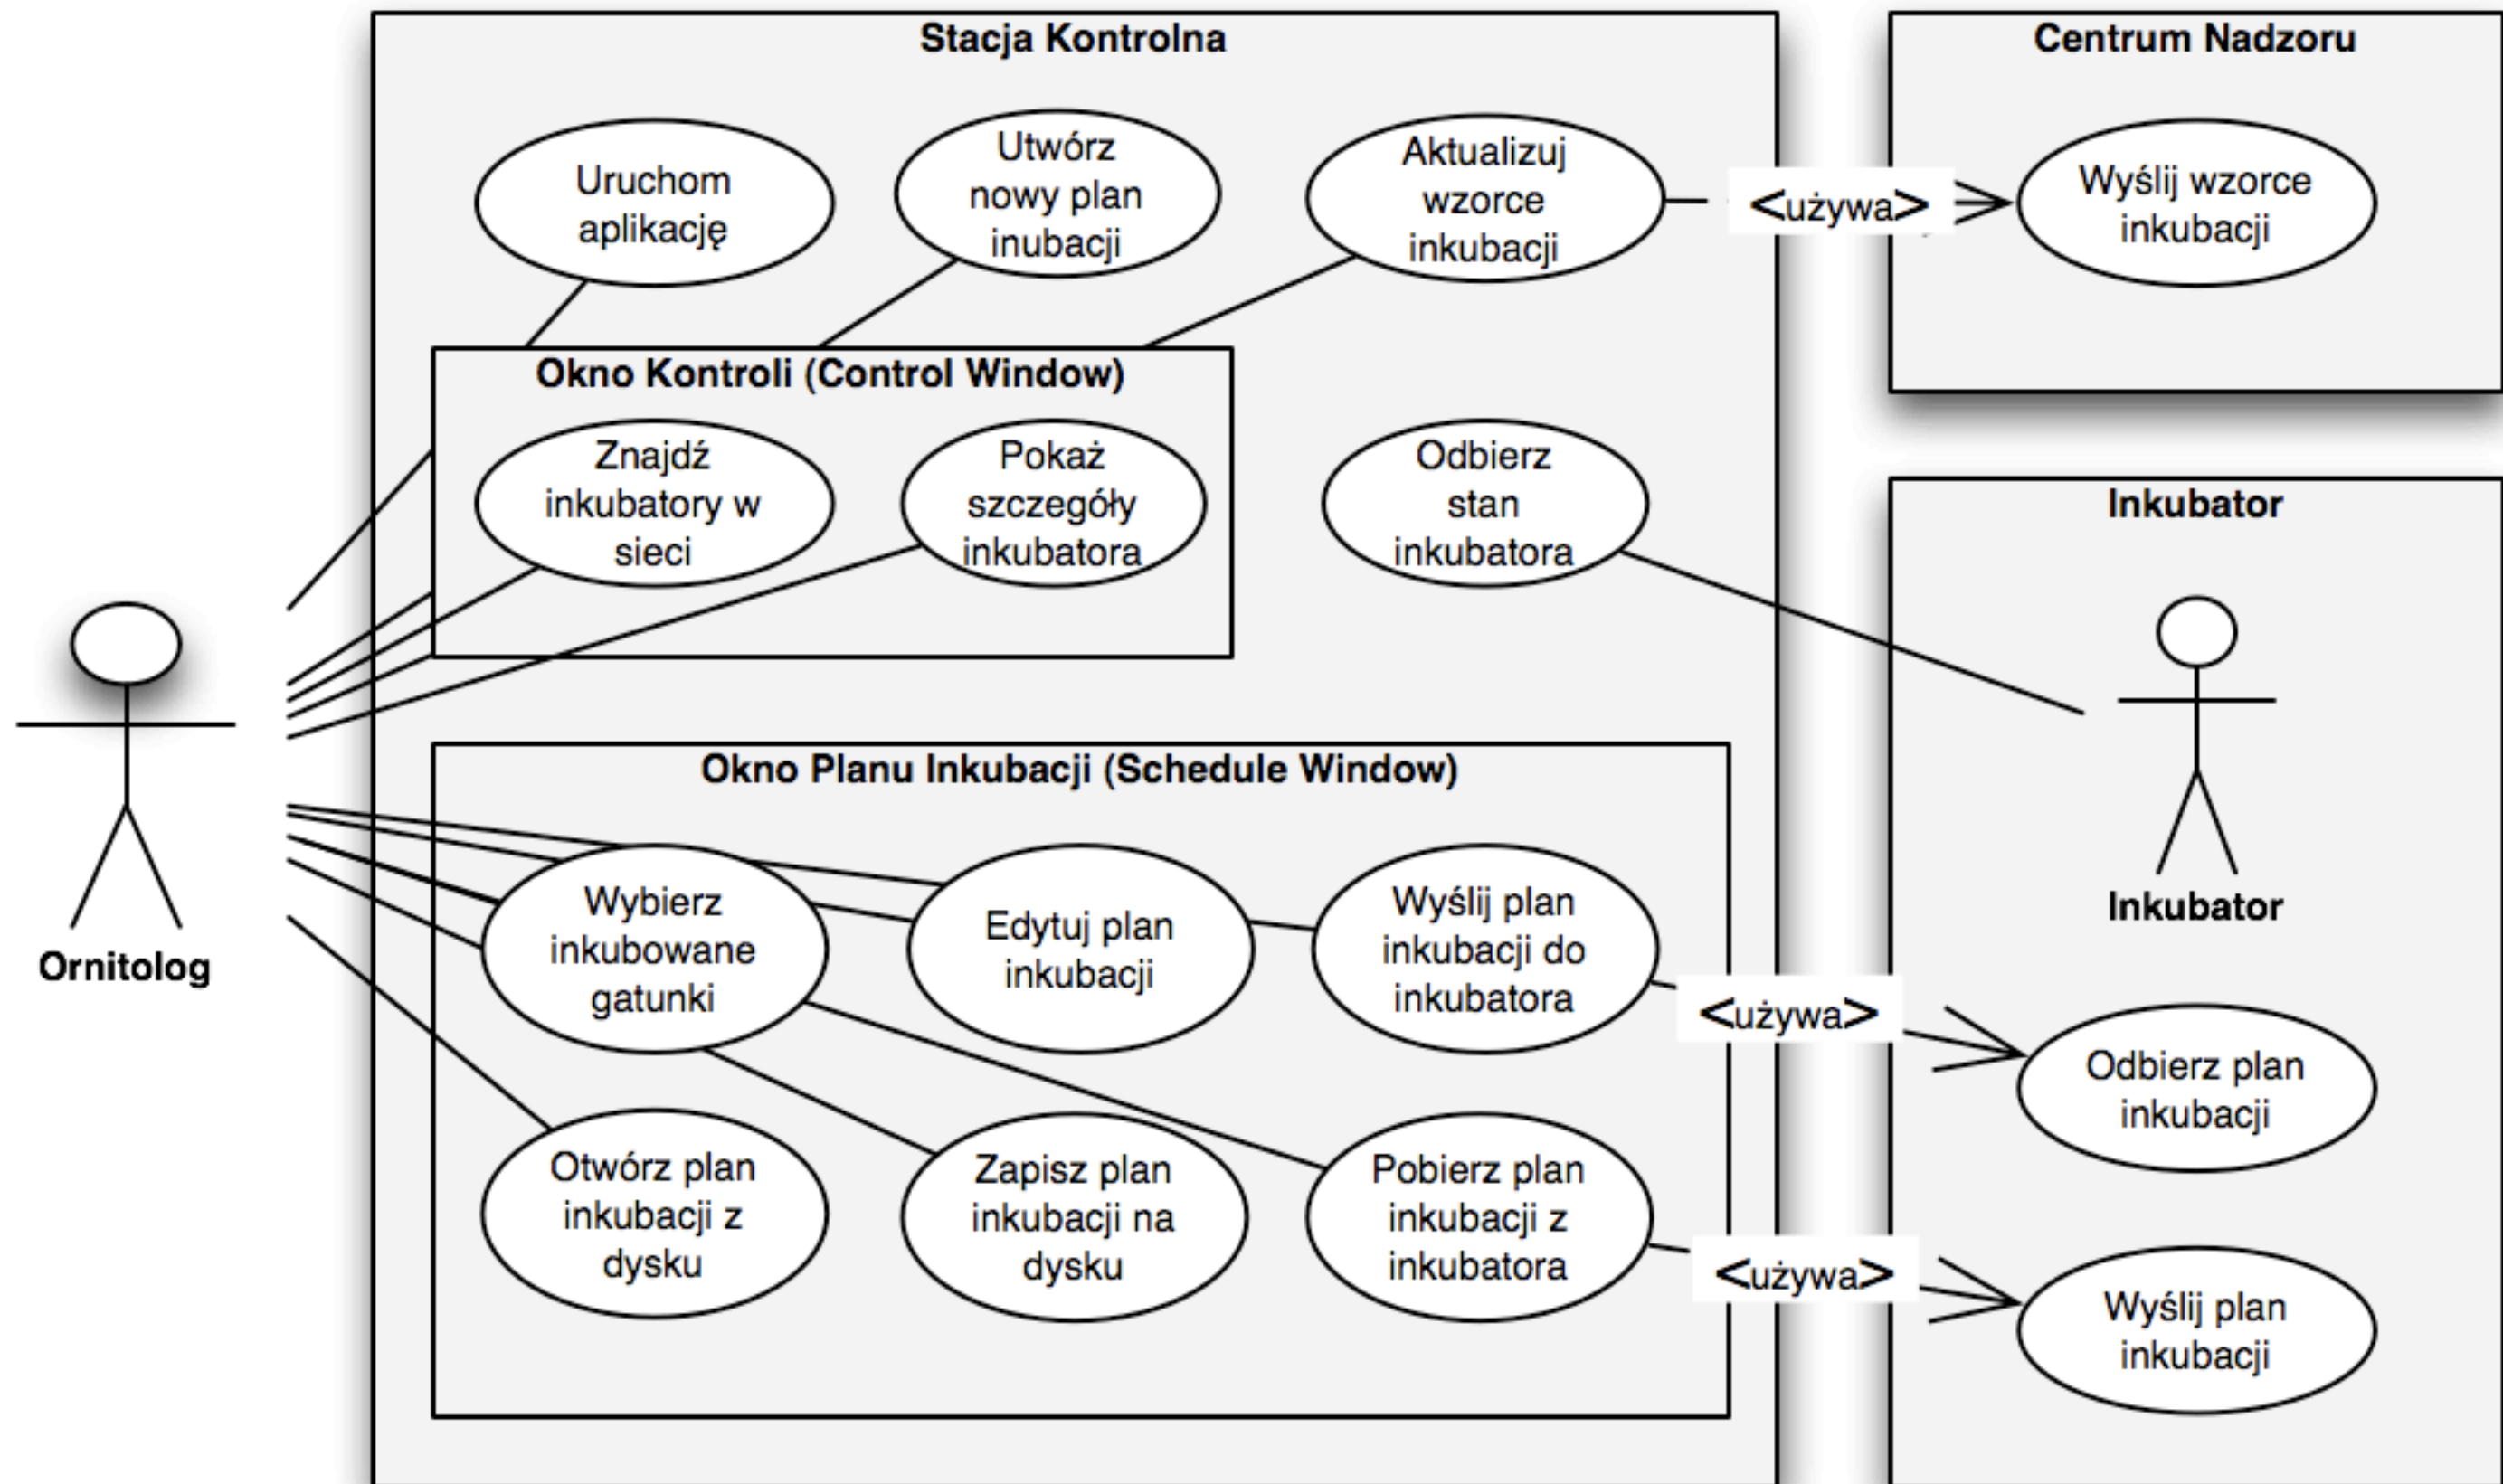 Stacja Kontrolna
Centrum Nadzoru
Uruchom
aplikację
Utwórz
nowy plan
inubacji
Aktualizuj
wzorce
inkubacji
<używa>
Wyślij wzorce
inkubacji
Okno Kontroli (Control Window)
Znajdź
inkubatory w
sieci
Pokaż
szczegóły
inkubatora
Odbierz
stan
inkubatora
Inkubator
Inkubator
Ornitolog
Okno Planu Inkubacji (Schedule Window)
Wybierz
inkubowane
gatunki
Edytuj plan
inkubacji
Wyślij plan
inkubacji do
inkubatora
<używa>
Odbierz plan
inkubacji
Otwórz plan
inkubacji z
dysku
Zapisz plan
inkubacji na
dysku
Pobierz plan
inkubacji z
inkubatora
<używa>
Wyślij plan
inkubacji